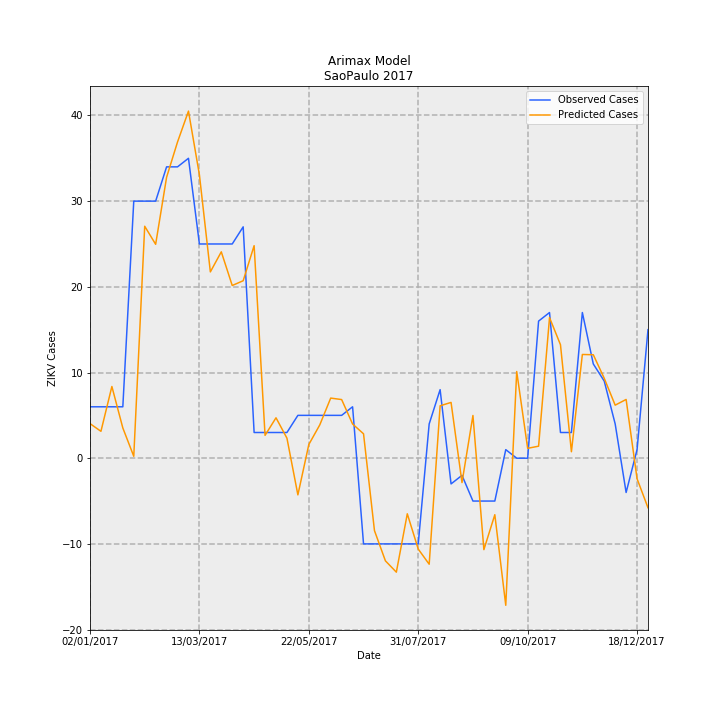 Arimax Model
SaoPaulo 2017
Observed Cases
Predicted Cases
ZIKV Cases
40
30
20
10
0
−10
−20
02/01/2017
13/03/2017
22/05/2017
31/07/2017
09/10/2017
18/12/2017
Date